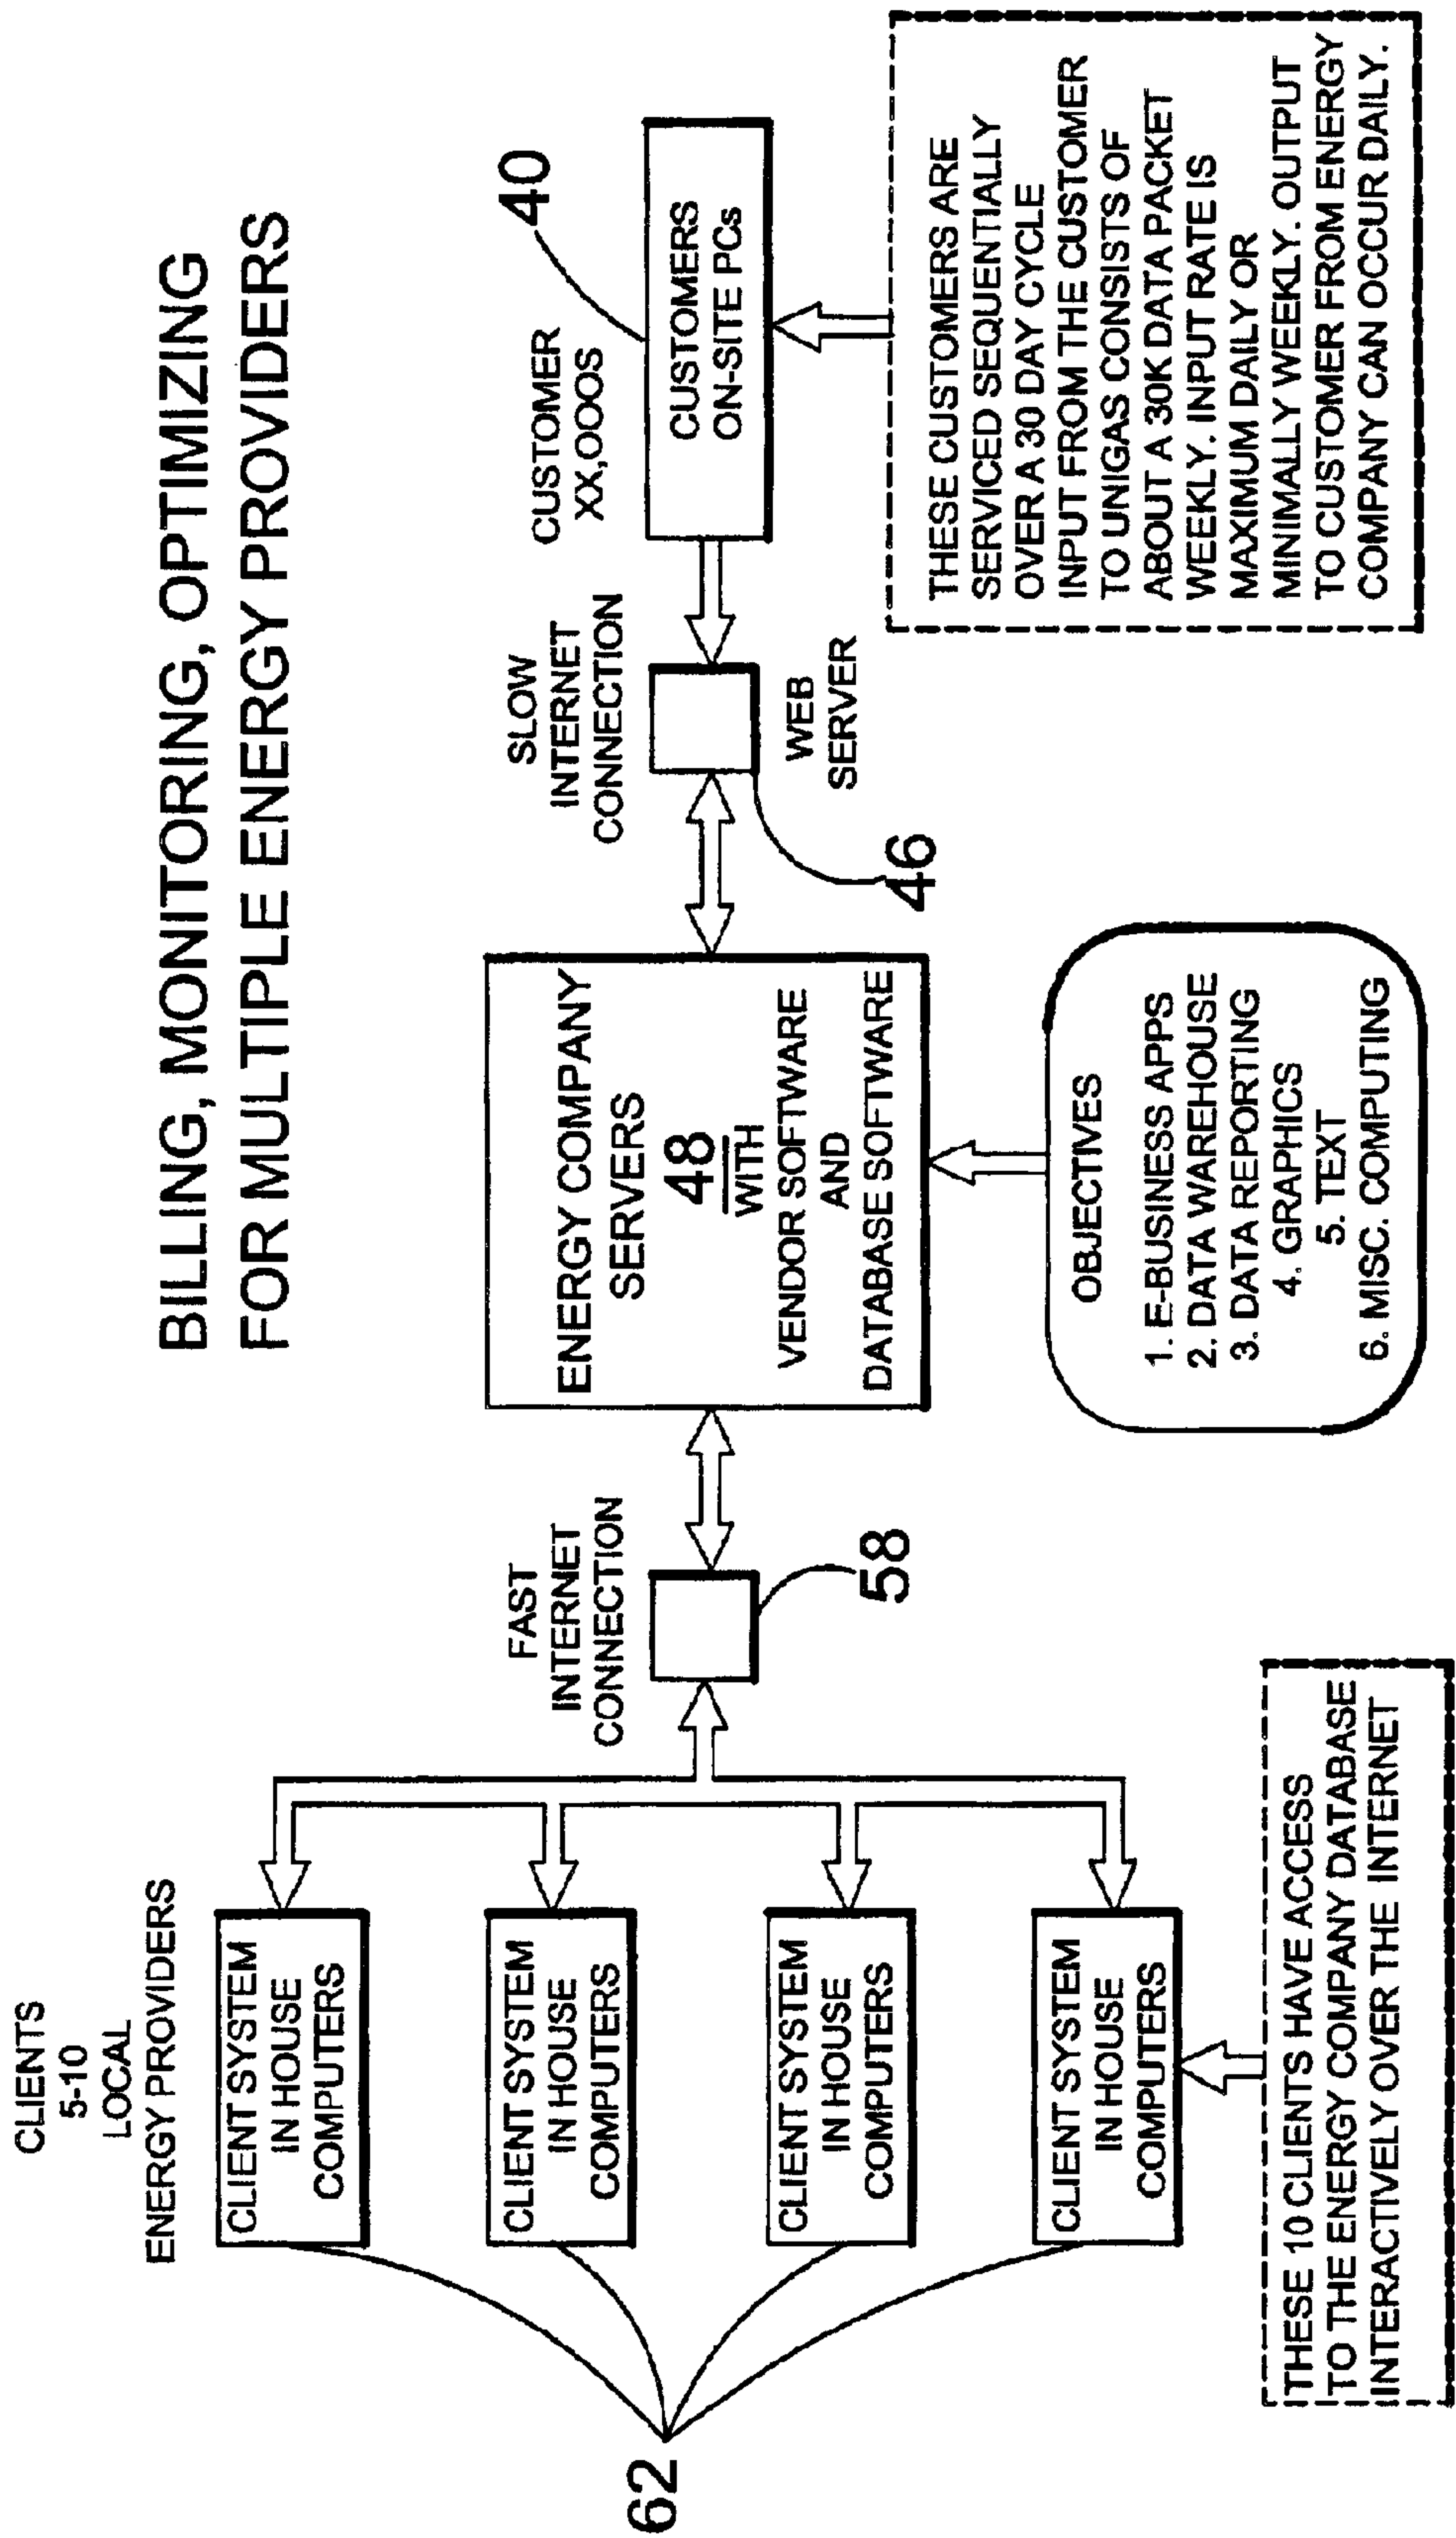 BILLING, MONITORING, OPTIMIZING
FOR MULTIPLE ENERGY PROVIDERS
CLIENTS
5-10
LOCAL
ENERGY PROVIDERS
CLIENT SYSTEM
IN HOUSE
COMPUTERS
CLIENT SYSTEM
IN HOUSE
COMPUTERS
CLIENT SYSTEM
IN HOUSE
COMPUTERS
CLIENT SYSTEM
IN HOUSE
COMPUTERS
62
THESE 10 CLIENTS HAVE ACCESS
TO THE ENERGY COMPANY DATABASE
INTERACTIVELY OVER THE INTERNET
FAST
INTERNET
CONNECTION
58
ENERGY COMPANY
SERVERS
48
WITH
VENDOR SOFTWARE
AND
DATABASE SOFTWARE
OBJECTIVES
1. E-BUSINESS APPS
2. DATA WAREHOUSE
3. DATA REPORTING
4. GRAPHICS
5. TEXT
6. MISC. COMPUTING
SLOW
INTERNET
CONNECTION
WEB
SERVER
46
CUSTOMER
XX,OOOS
40
CUSTOMERS
ON-SITE PCs
THESE CUSTOMERS ARE
SERVICED SEQUENTIALLY
OVER A 30 DAY CYCLE
INPUT FROM THE CUSTOMER
TO UNIGAS CONSISTS OF
ABOUT A 30K DATA PACKET
WEEKLY. INPUT RATE IS
MAXIMUM DAILY OR
MINIMALLY WEEKLY. OUTPUT
TO CUSTOMER FROM ENERGY
COMPANY CAN OCCUR DAILY.